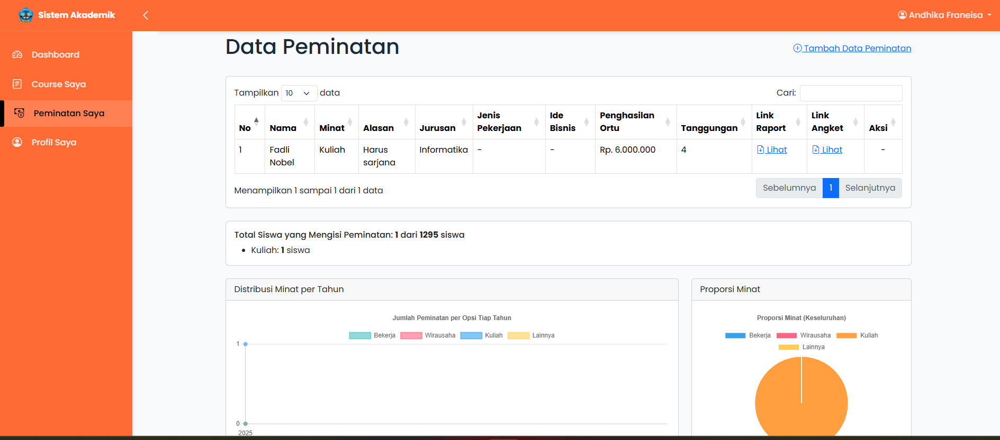 Sistem Akademik
Andhika Franeisa
Dashboard
Course Saya
Peminatan Saya
Profil Saya
Data Peminatan
Tambah Data Peminatan
Tampilkan 10 data
Cari:
No Nama Minat Alasan Jurusan Jenis Pekerjaan Ide Bisnis Penghasilan Ortu Tanggungan Link Raport Link Angket Aksi
1 Fadli Nobel Kuliah Harus sarjana Informatika - - Rp. 6.000.000 4 Lihat Lihat -
Menampilkan 1 sampai 1 dari 1 data
Sebelumnya 1 Selanjutnya
Total Siswa yang Mengisi Peminatan: 1 dari 1295 siswa
• Kuliah: 1 siswa
Distribusi Minat per Tahun
Jumlah Peminatan per Opsi Tiap Tahun
Bekerja Wirausaha Kuliah Lainnya
1
0
2025
Proporsi Minat
Proporsi Minat (Keseluruhan)
Bekerja Wirausaha Kuliah
Lainnya